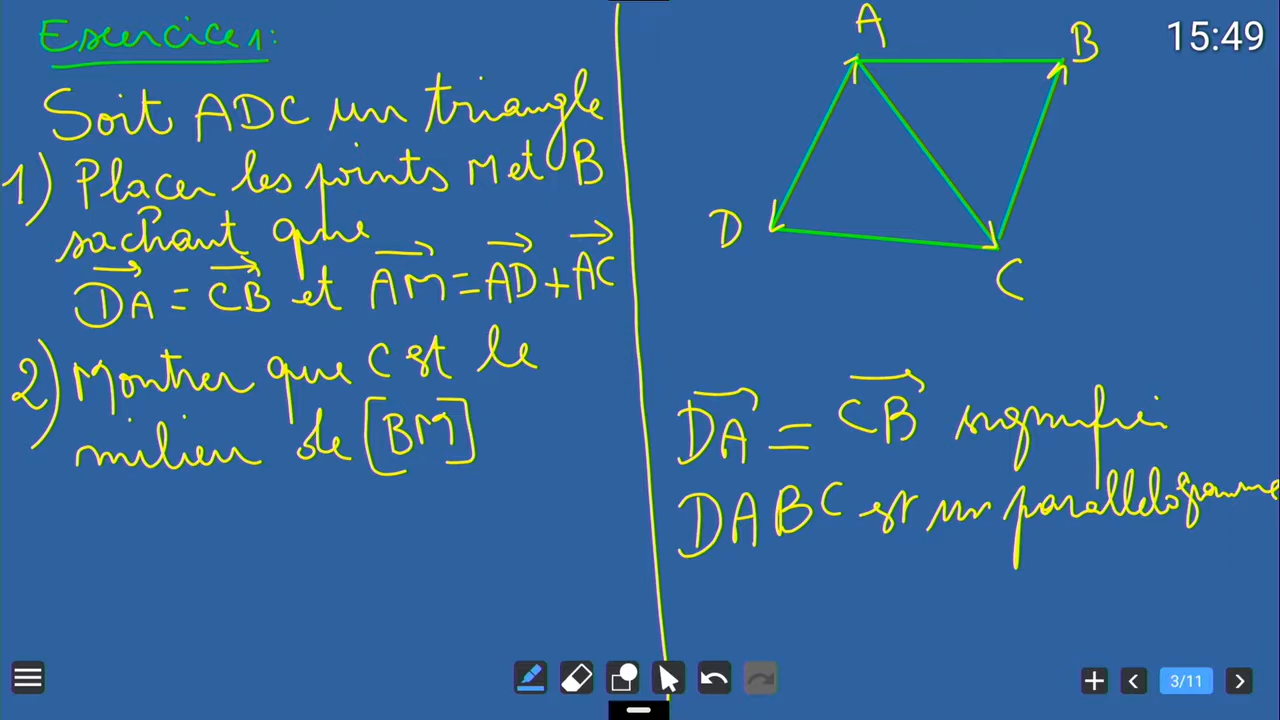 Exercice 1:
Soit ADC un triangle
1) Placer les points M et B
sachant que
DA = CB et AM = AD + AC
2) Montrer que C est le
milieu de [BM]
A
B
15:49
D
C
DA = CB signifie
DABC est un parallélogramme
3/11